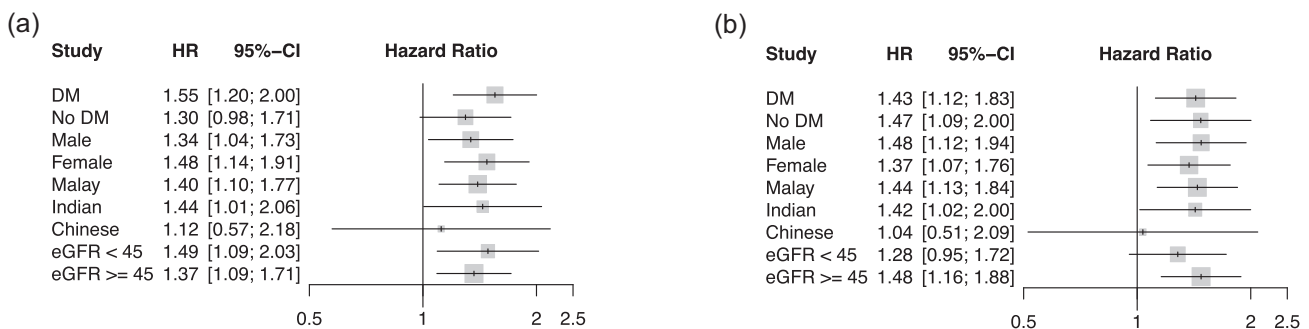 (a)
Study HR 95%–CI Hazard Ratio
DM 1.55 [1.20; 2.00]
No DM 1.30 [0.98; 1.71]
Male 1.34 [1.04; 1.73]
Female 1.48 [1.14; 1.91]
Malay 1.40 [1.10; 1.77]
Indian 1.44 [1.01; 2.06]
Chinese 1.12 [0.57; 2.18]
eGFR < 45 1.49 [1.09; 2.03]
eGFR >= 45 1.37 [1.09; 1.71]
0.5 1 2 2.5
(b)
Study HR 95%–CI Hazard Ratio
DM 1.43 [1.12; 1.83]
No DM 1.47 [1.09; 2.00]
Male 1.48 [1.12; 1.94]
Female 1.37 [1.07; 1.76]
Malay 1.44 [1.13; 1.84]
Indian 1.42 [1.02; 2.00]
Chinese 1.04 [0.51; 2.09]
eGFR < 45 1.28 [0.95; 1.72]
eGFR >= 45 1.48 [1.16; 1.88]
0.5 1 2 2.5